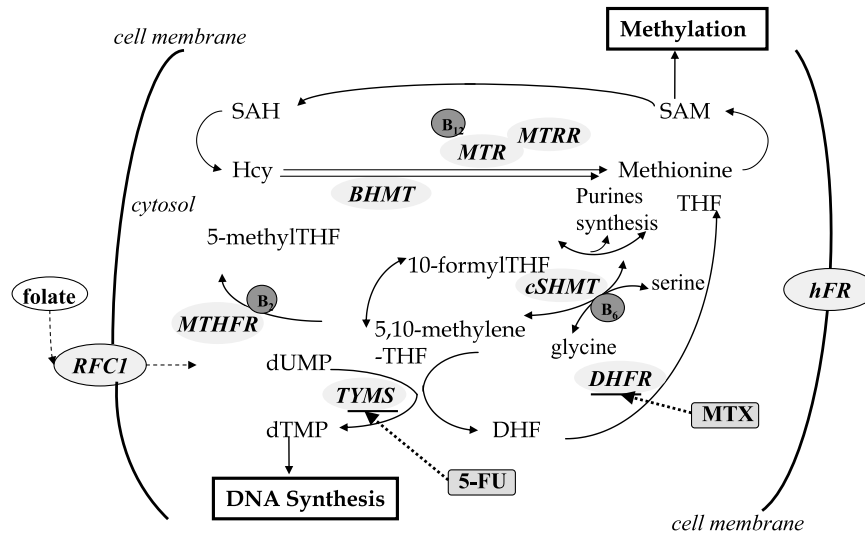 Methylation
cell membrane
SAH
SAM
B12
MTRR
MTR
Hcy
Methionine
BHMT
Purines
synthesis
THF
cytosol
5-methylTHF
10-formylTHF
cSHMT
serine
folate
hFR
B2
B6
MTHFR
5,10-methylene
-THF
glycine
RFC1
dUMP
DHFR
TYMS
MTX
dTMP
DHF
5-FU
DNA Synthesis
cell membrane